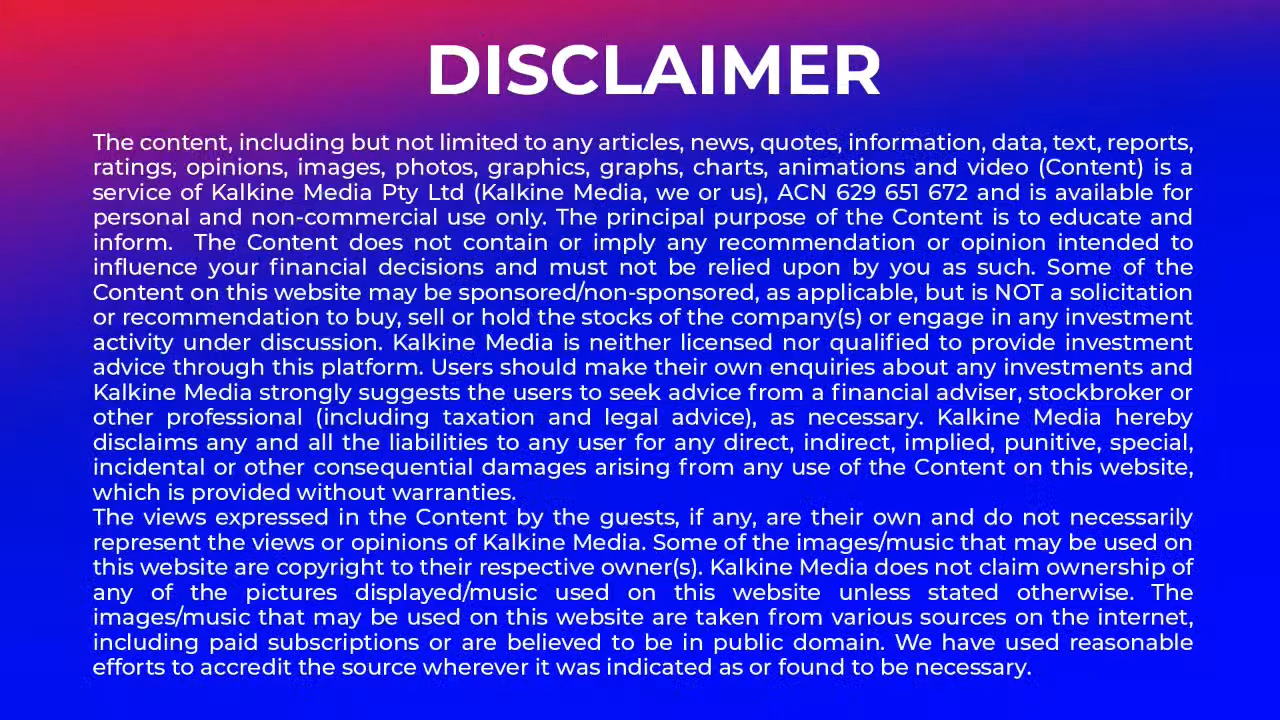 DISCLAIMER
The content, including but not limited to any articles, news, quotes, information, data, text, reports,
ratings, opinions, images, photos, graphics, graphs, charts, animations and video (Content) is a
service of Kalkine Media Pty Ltd (Kalkine Media, we or us), ACN 629 651 672 and is available for
personal and non-commercial use only. The principal purpose of the Content is to educate and
inform.  The Content does not contain or imply any recommendation or opinion intended to
influence your financial decisions and must not be relied upon by you as such. Some of the
Content on this website may be sponsored/non-sponsored, as applicable, but is NOT a solicitation
or recommendation to buy, sell or hold the stocks of the company(s) or engage in any investment
activity under discussion. Kalkine Media is neither licensed nor qualified to provide investment
advice through this platform. Users should make their own enquiries about any investments and
Kalkine Media strongly suggests the users to seek advice from a financial adviser, stockbroker or
other professional (including taxation and legal advice), as necessary. Kalkine Media hereby
disclaims any and all the liabilities to any user for any direct, indirect, implied, punitive, special,
incidental or other consequential damages arising from any use of the Content on this website,
which is provided without warranties.
The views expressed in the Content by the guests, if any, are their own and do not necessarily
represent the views or opinions of Kalkine Media. Some of the images/music that may be used on
this website are copyright to their respective owner(s). Kalkine Media does not claim ownership of
any of the pictures displayed/music used on this website unless stated otherwise. The
images/music that may be used on this website are taken from various sources on the internet,
including paid subscriptions or are believed to be in public domain. We have used reasonable
efforts to accredit the source wherever it was indicated as or found to be necessary.